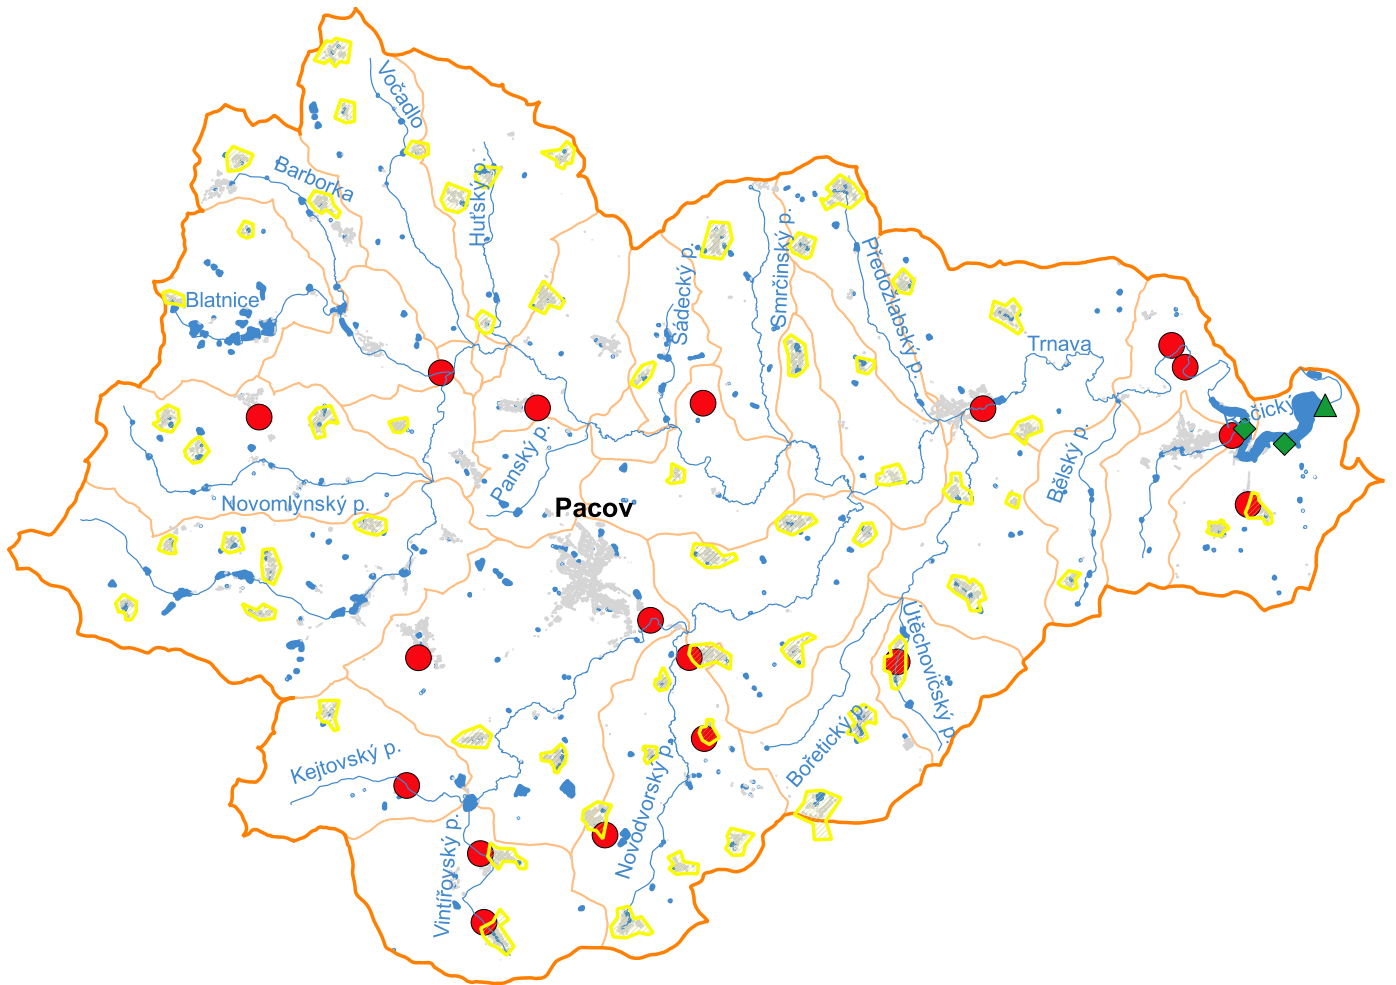 Vočadlo
Barborka
Huťský p.
Blatnice
Sádecký p.
Smrčinský p.
Předožlabský p.
Trnava
Novomlýnský p.
Panský p.
Pacov
Bělský p.
Kejtovský p.
Vintířovský p.
Novodvorský p.
Bořetický p.
Útěchovičský p.